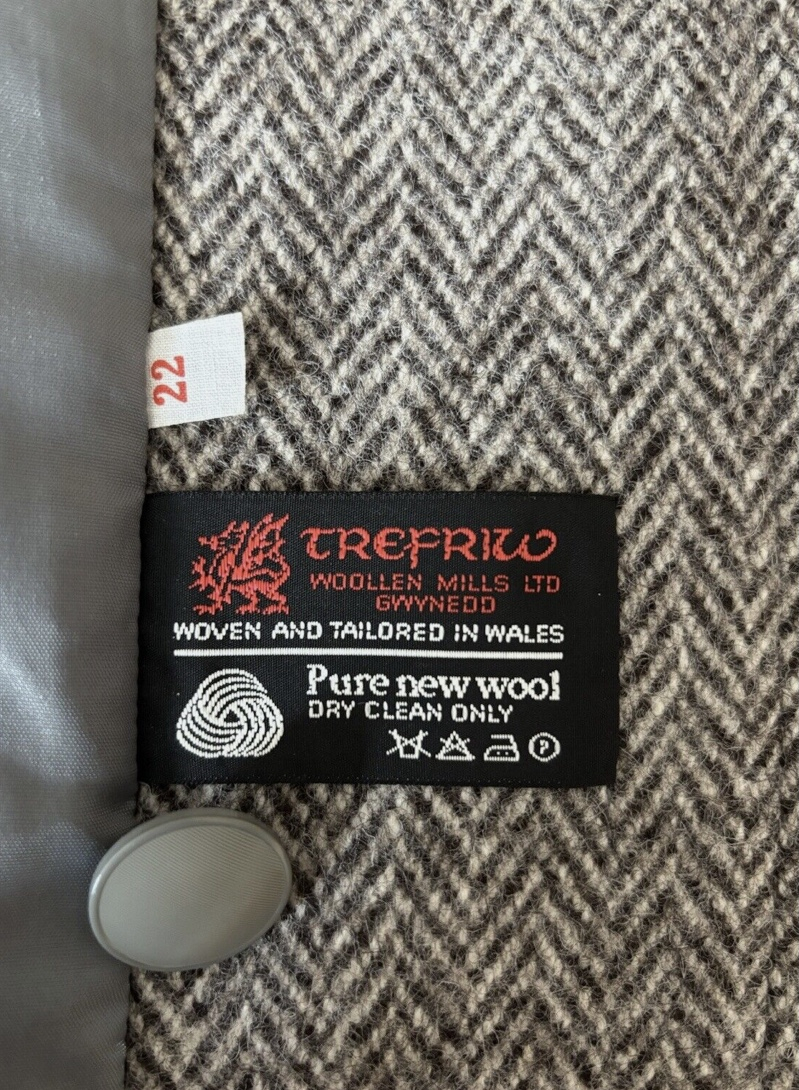 22
TREFRIW
WOOLLEN MILLS LTD
GWYNEDD
WOVEN AND TAILORED IN WALES
Pure new wool
DRY CLEAN ONLY
P